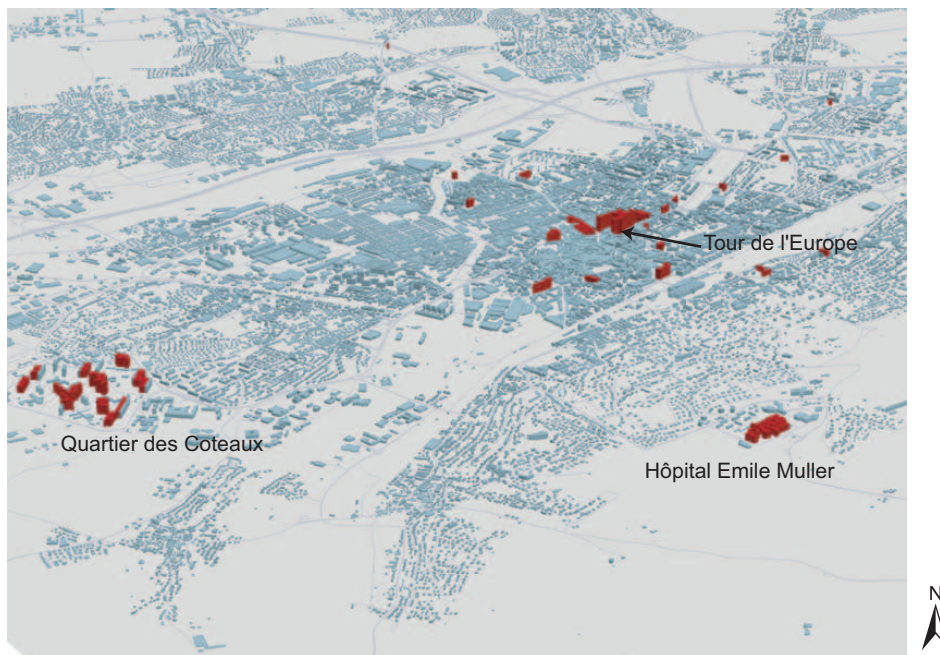 Tour de l'Europe
Quartier des Coteaux
Hôpital Emile Muller
N